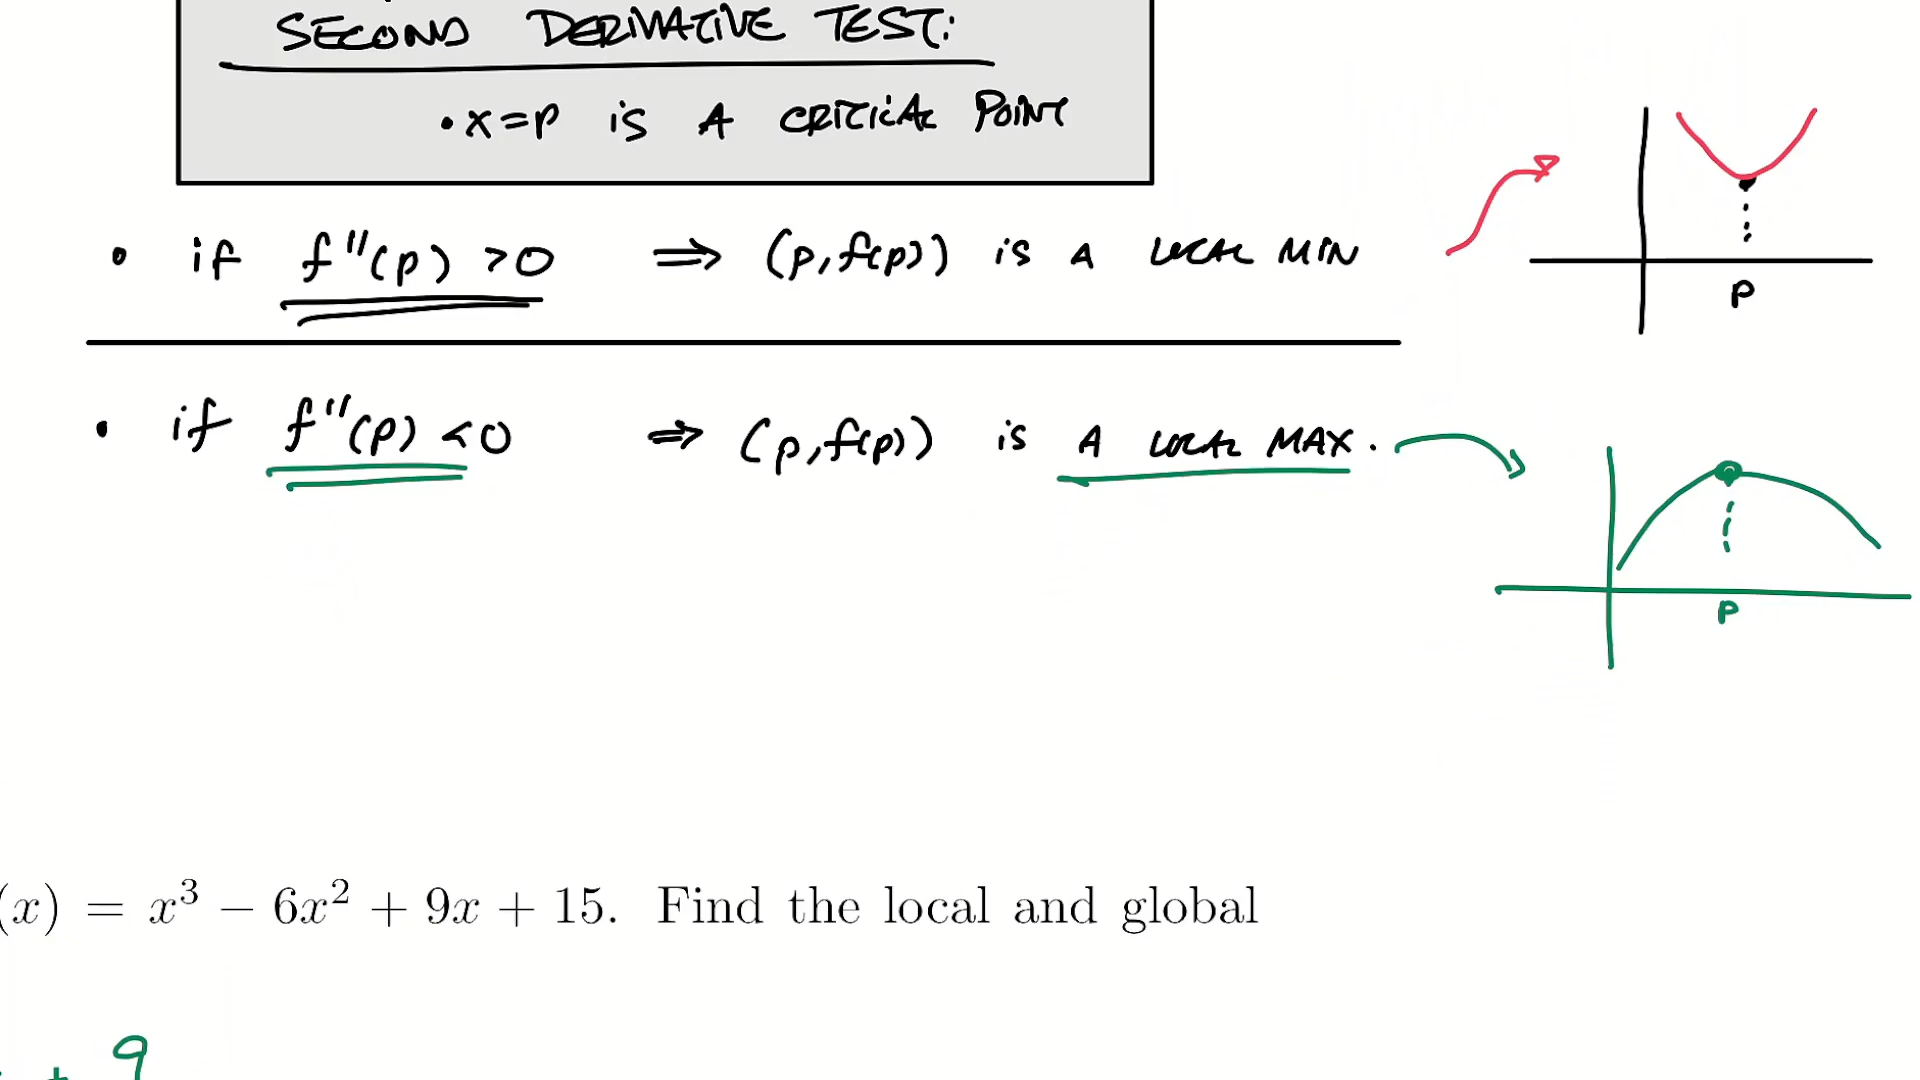 SECOND DERIVATIVE TEST:
• x=p is A CRITICAL POINT
• if f''(p) >0 ⇒ (p,f(p)) is A LOCAL MIN
P
• if f''(p) <0 ⇒ (p,f(p)) is A LOCAL MAX.
P
(x) = x³ − 6x² + 9x + 15. Find the local and global
+ 9